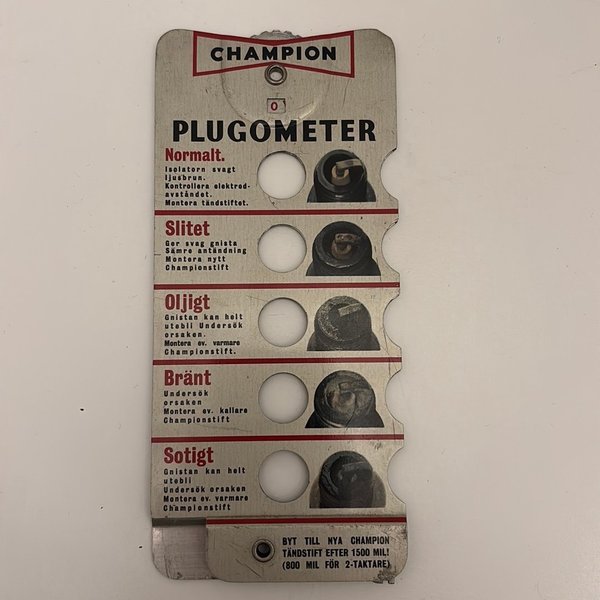 CHAMPION
0
PLUGOMETER
Normalt.
Isolatorn svagt
ljusbrun.
Kontrollera elektrod-
avståndet.
Montera tändstiftet.
Slitet
Ger svag gnista
Sämre antändning
Montera nytt
Championstift
Oljigt
Gnistan kan helt
utebli Undersök
orsaken.
Montera ev. varmare
Championstift.
Bränt
Undersök
orsaken
Montera ev. kallare
Championstift
Sotigt
Gnistan kan helt
utebli
Undersök orsaken
Montera ev. varmare
Championstift
BYT TILL NYA CHAMPION
TÄNDSTIFT EFTER 1500 MIL!
(800 MIL FÖR 2-TAKTARE)